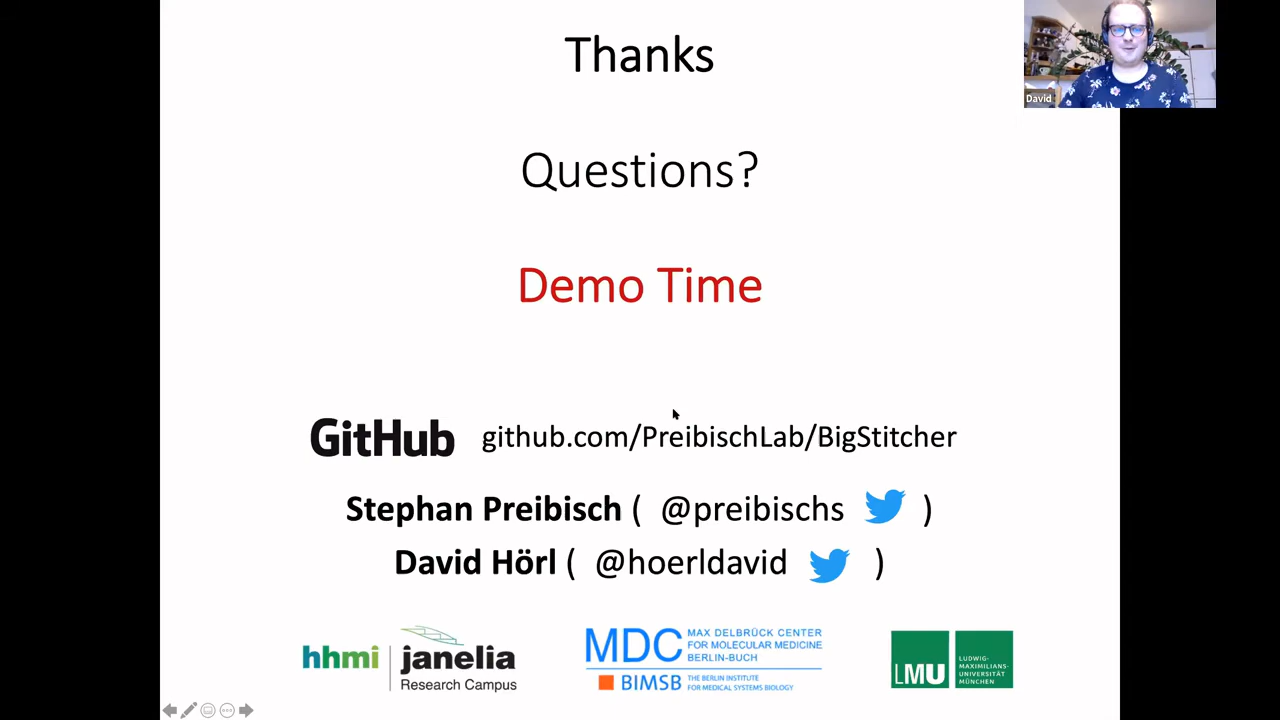 Thanks
David
Questions?
Demo Time
GitHub github.com/PreibischLab/BigStitcher
Stephan Preibisch ( @preibischs )
David Hörl ( @hoerldavid )
hhmi janelia
Research Campus
MDC MAX DELBRÜCK CENTER
FOR MOLECULAR MEDICINE
BERLIN-BUCH
BIMSB THE BERLIN INSTITUTE
FOR MEDICAL SYSTEMS BIOLOGY
LMU LUDWIG-
MAXIMILIANS-
UNIVERSITÄT
MÜNCHEN